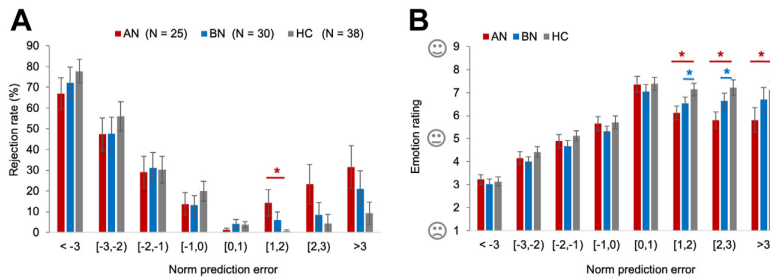 A
AN (N = 25) BN (N = 30) HC (N = 38)
Rejection rate (%)
90
80
70
60
50
40
30
20
10
0
*
< -3 [-3,-2) [-2,-1) [-1,0) [0,1] [1,2) [2,3) >3
Norm prediction error
B
AN BN HC
Emotion rating
9
8
7
6
5
4
3
2
1
* * *
* *
< -3 [-3,-2) [-2,-1) [-1,0) [0,1] [1,2] [2,3) >3
Norm prediction error